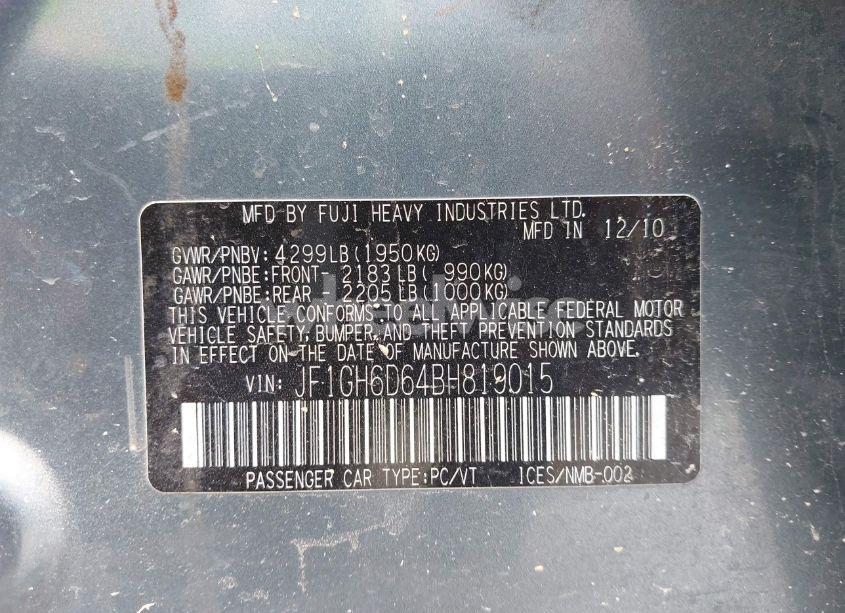 MFD BY FUJI HEAVY INDUSTRIES LTD.
MFD IN 12/10
GVWR/PNBV: 4299LB(1950KG)
GAWR/PNBE:FRONT- 2183LB( 990KG)
GAWR/PNBE:REAR 2205LB(1000KG)
THIS VEHICLE CONFORMS TO ALL APPLICABLE FEDERAL MOTOR
VEHICLE SAFETY, BUMPER, AND THEFT PREVENTION STANDARDS
IN EFFECT ON THE DATE OF MANUFACTURE SHOWN ABOVE.
VIN: JF1GH6D64BH819015
PASSENGER CAR TYPE:PC/VT ICES/NMB-002